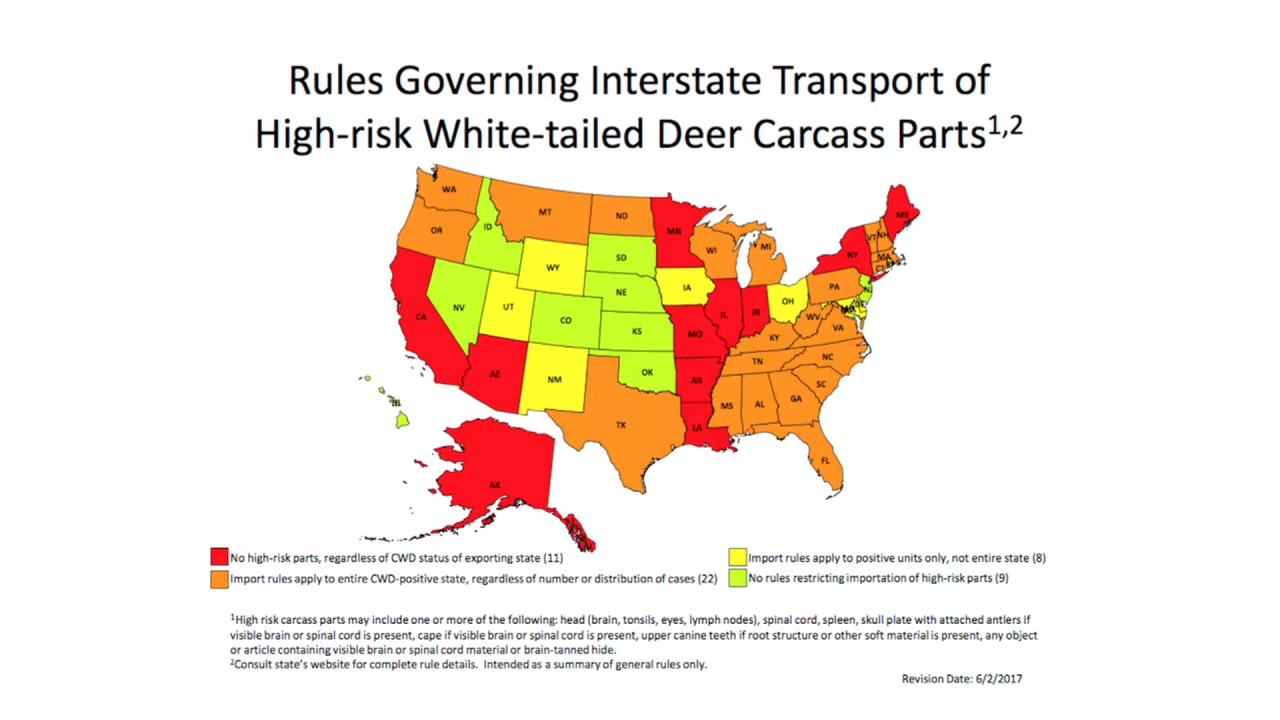 Rules Governing Interstate Transport of
High-risk White-tailed Deer Carcass Parts1,2
WA
MT
ND
MN
ME
OR
ID
SD
WI
MI
VT
NH
NY
MA
CT
WY
IA
NE
PA
NJ
NV
UT
CO
KS
MO
IL
IN
OH
WV
VA
KY
CA
AZ
NM
OK
AR
TN
NC
SC
TX
LA
MS
AL
GA
FL
HI
AK
No high-risk parts, regardless of CWD status of exporting state (11)
Import rules apply to positive units only, not entire state (8)
Import rules apply to entire CWD-positive state, regardless of number or distribution of cases (22)
No rules restricting importation of high-risk parts (9)
1High risk carcass parts may include one or more of the following: head (brain, tonsils, eyes, lymph nodes), spinal cord, spleen, skull plate with attached antlers if
visible brain or spinal cord is present, cape if visible brain or spinal cord is present, upper canine teeth if root structure or other soft material is present, any object
or article containing visible brain or spinal cord material or brain-tanned hide.
2Consult state's website for complete rule details. Intended as a summary of general rules only.
Revision Date: 6/2/2017